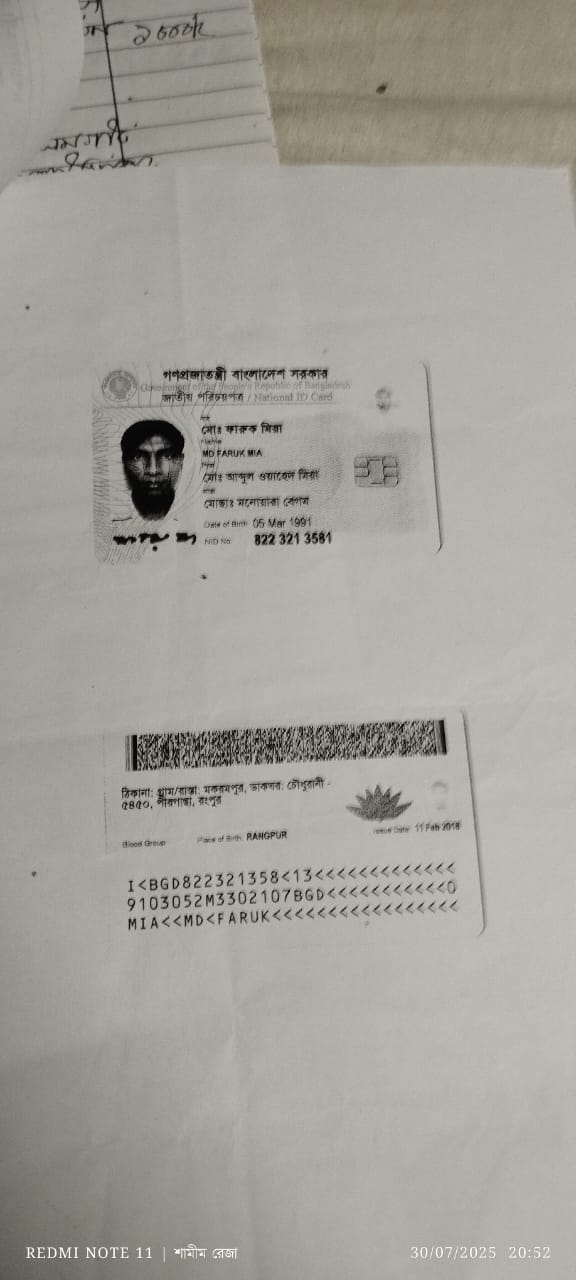 ২০০২
গণপ্রজাতন্ত্রী বাংলাদেশ সরকার
Government of the People's Republic of Bangladesh
জাতীয় পরিচয়পত্র / National ID Card
মোঃ ফারুক মিয়া
Name
MD FARUK MIA
মোঃ আব্দুল ওয়াহেদ মিয়া
মোছাঃ মনোয়ারা বেগম
Date of Birth 05 Mar 1991
NID No. 822 321 3581
ঠিকানা: গ্রাম/রাস্তা: মকরমপুর, ডাকঘর: চৌধুরানী -
৫৪৫০, পীরগাছা, রংপুর
Blood Group Place of Birth: RANGPUR Issue Date: 11 Feb 2018
I<BGD822321358<13<<<<<<<<<<<<<
9103052M3302107BGD<<<<<<<<<<<0
MIA<<MD<FARUK<<<<<<<<<<<<<<<<<
REDMI NOTE 11 | শামীম রেজা 30/07/2025 20:52